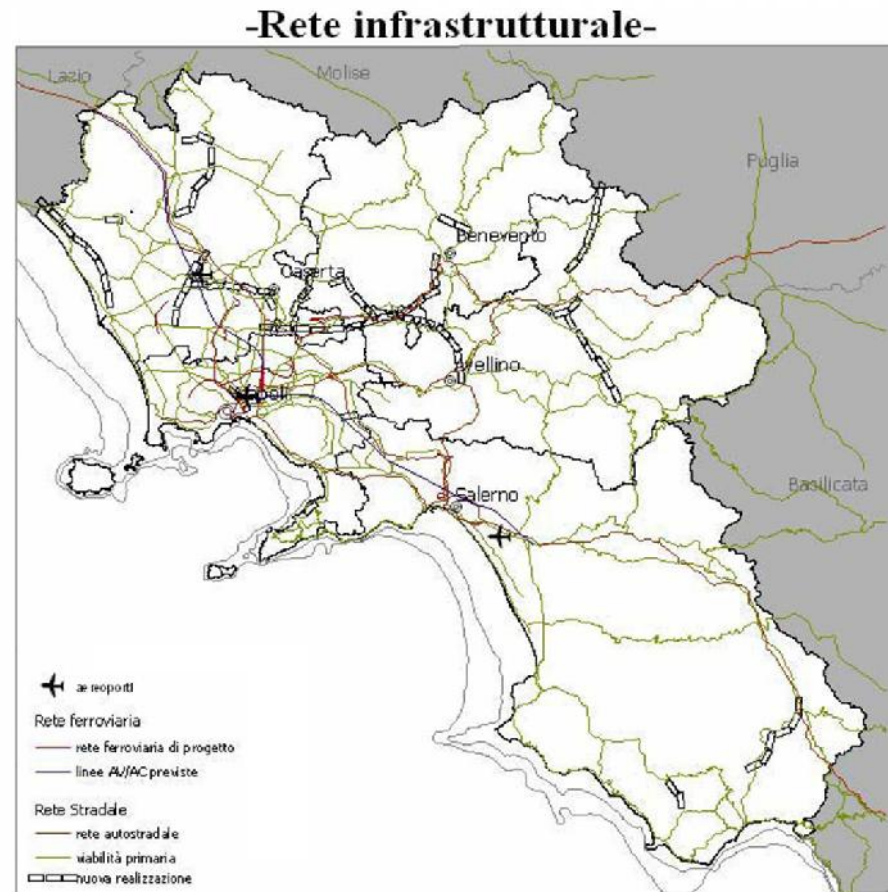 -Rete infrastrutturale-
Lazio
Molise
Puglia
Benevento
Caserta
Avellino
Basilicata
Salerno
aereoporti
Rete ferroviaria
rete ferroviaria di progetto
linee AV/AC previste
Rete Stradale
rete autostradale
viabilità primaria
nuova realizzazione